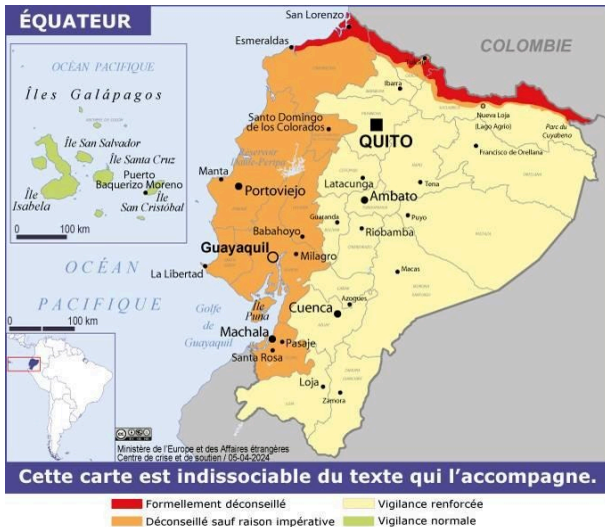 ÉQUATEUR
San Lorenzo
Esmeraldas
COLOMBIE
OCÉAN PACIFIQUE
Îles Galápagos
Ibarra
Nueva Loja
(Lago Agrio)
Parc du
Cuyabeno
Santo Domingo
de los Colorados
QUITO
Francisco de Orellana
Île San Salvador
Île Santa Cruz
Puerto
Baquerizo Moreno
Île
Isabela
Île
San Cristóbal
100 km
Manta
Portoviejo
Latacunga
Ambato
Tena
Guaranda
Puyo
Babahoyo
Riobamba
Guayaquil
Milagro
La Libertad
Macas
OCÉAN
PACIFIQUE
Île
Puna
Azogues
Cuenca
Golfe
de
Guayaquil
100 km
Machala
Pasaje
Santa Rosa
Loja
Zamora
Ministère de l'Europe et des Affaires étrangères
Centre de crise et de soutien / 05-04-2024
Cette carte est indissociable du texte qui l'accompagne.
Formellement déconseillé
Vigilance renforcée
Déconseillé sauf raison impérative
Vigilance normale